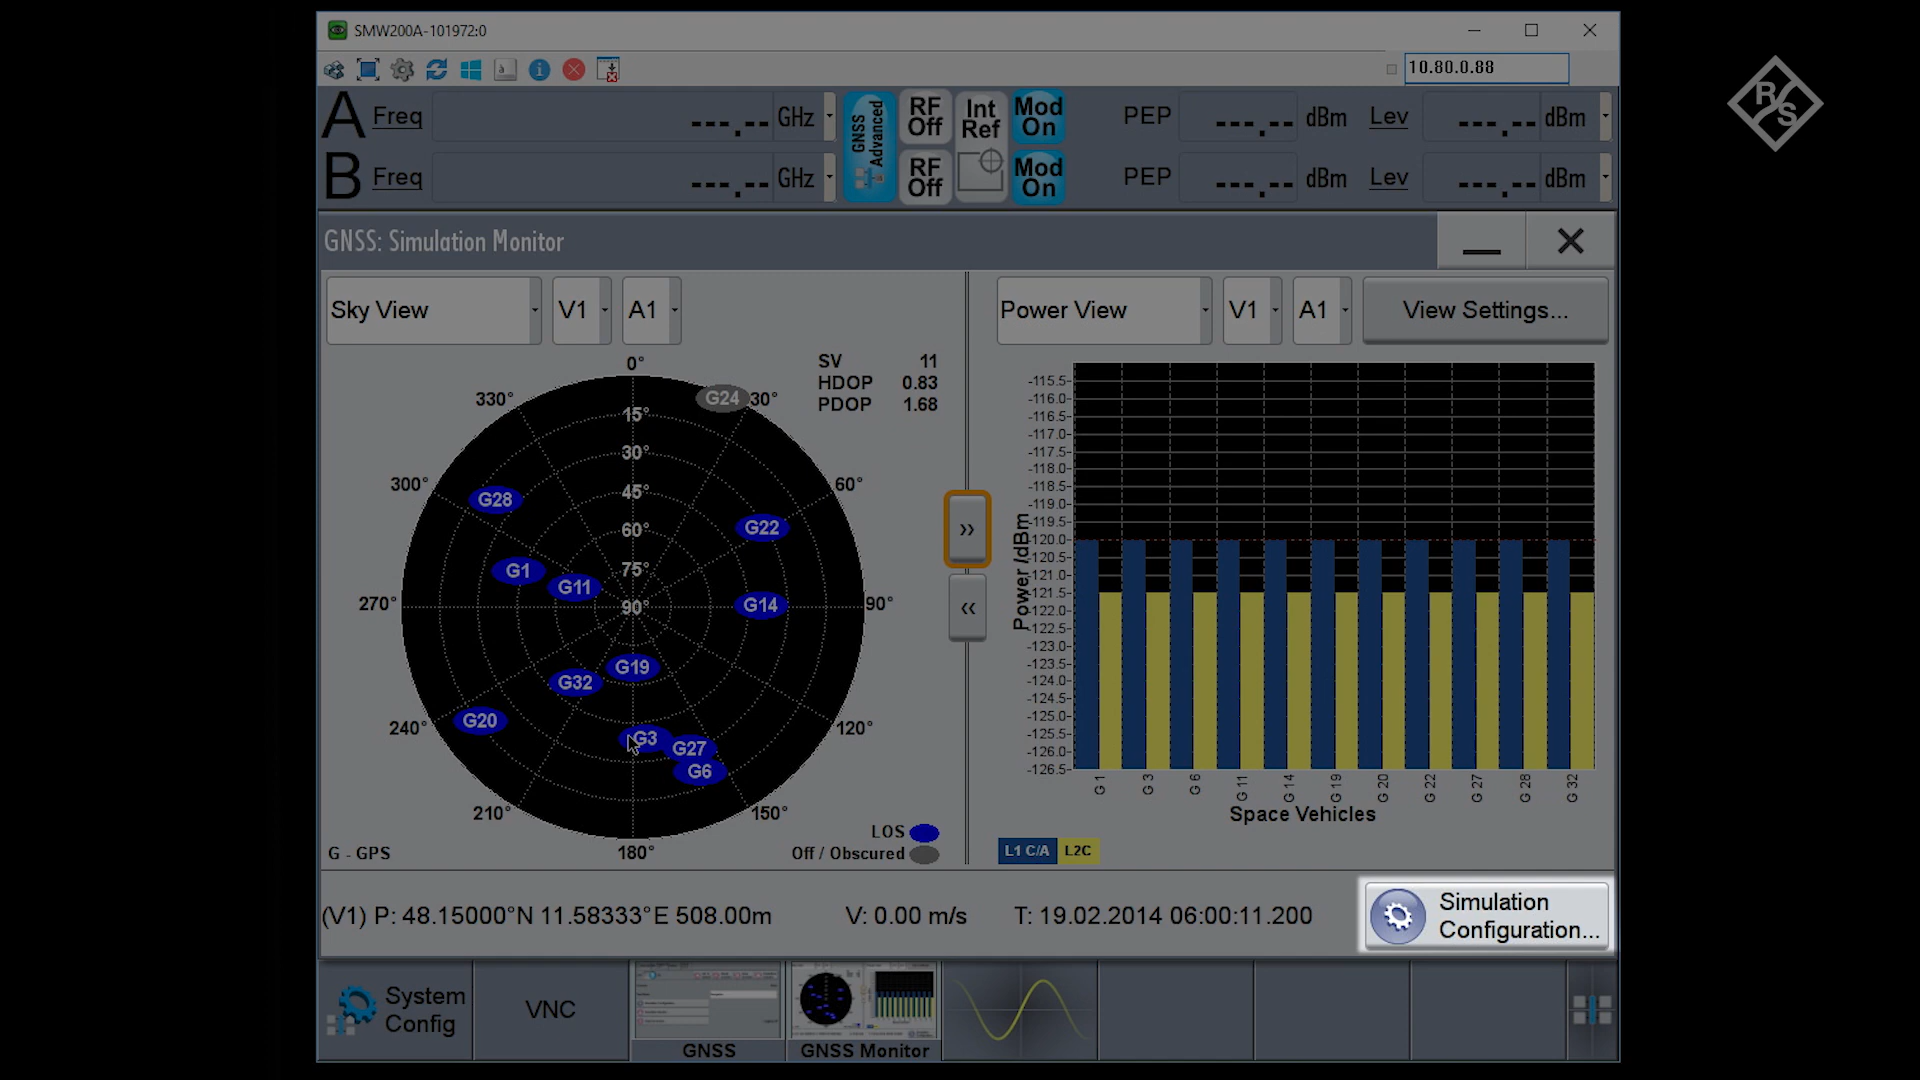 SMW200A-101972:0
10.80.0.88
A Freq ---.-- GHz
GNSS Advanced
RF Off
Int Ref
Mod On
PEP ---.-- dBm Lev ---.-- dBm
B Freq ---.-- GHz
RF Off
Mod On
PEP ---.-- dBm Lev ---.-- dBm
R&S
GNSS: Simulation Monitor
Sky View V1 A1
Power View V1 A1 View Settings...
SV 11
HDOP 0.83
PDOP 1.68
0°
330° G24 30°
15°
30°
300° 60°
G28 45°
G22
60°
G1 75°
G11
270° 90° G14 90°
G19
G32
G20
240° 120°
G3 G27
G6
210° 150°
180°
LOS
G - GPS Off / Obscured
>>
<<
Power /dBm
-115.5
-116.0
-116.5
-117.0
-117.5
-118.0
-118.5
-119.0
-119.5
-120.0
-120.5
-121.0
-121.5
-122.0
-122.5
-123.0
-123.5
-124.0
-124.5
-125.0
-125.5
-126.0
-126.5
G 1 G 3 G 6 G 11 G 14 G 19 G 20 G 22 G 27 G 28 G 32
Space Vehicles
L1 C/A L2C
(V1) P: 48.15000°N 11.58333°E 508.00m V: 0.00 m/s T: 19.02.2014 06:00:11.200
Simulation
Configuration...
System
Config
VNC
GNSS
GNSS Monitor